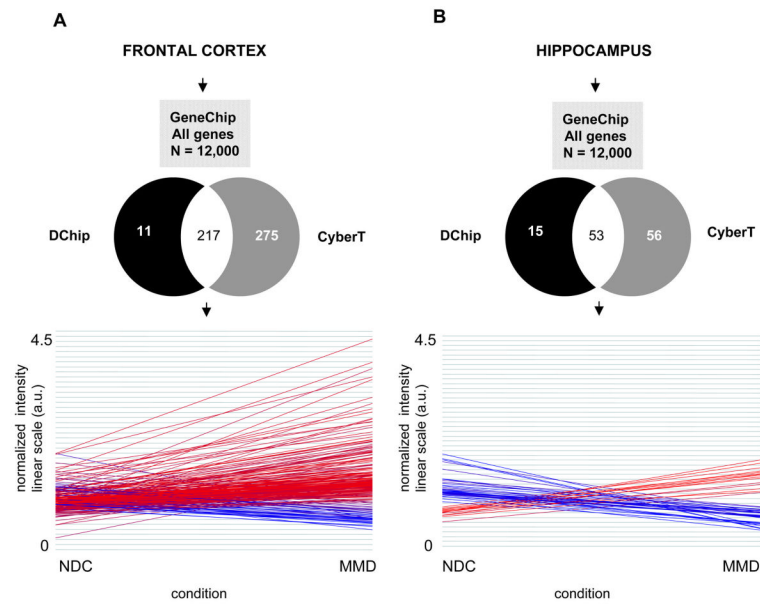 A
FRONTAL CORTEX
GeneChip
All genes
N = 12,000
DChip
11
217
275
CyberT
4.5
normalized intensity
linear scale (a.u.)
0
NDC
MMD
condition
B
HIPPOCAMPUS
GeneChip
All genes
N = 12,000
DChip
15
53
56
CyberT
4.5
normalized intensity
linear scale (a.u.)
0
NDC
MMD
condition